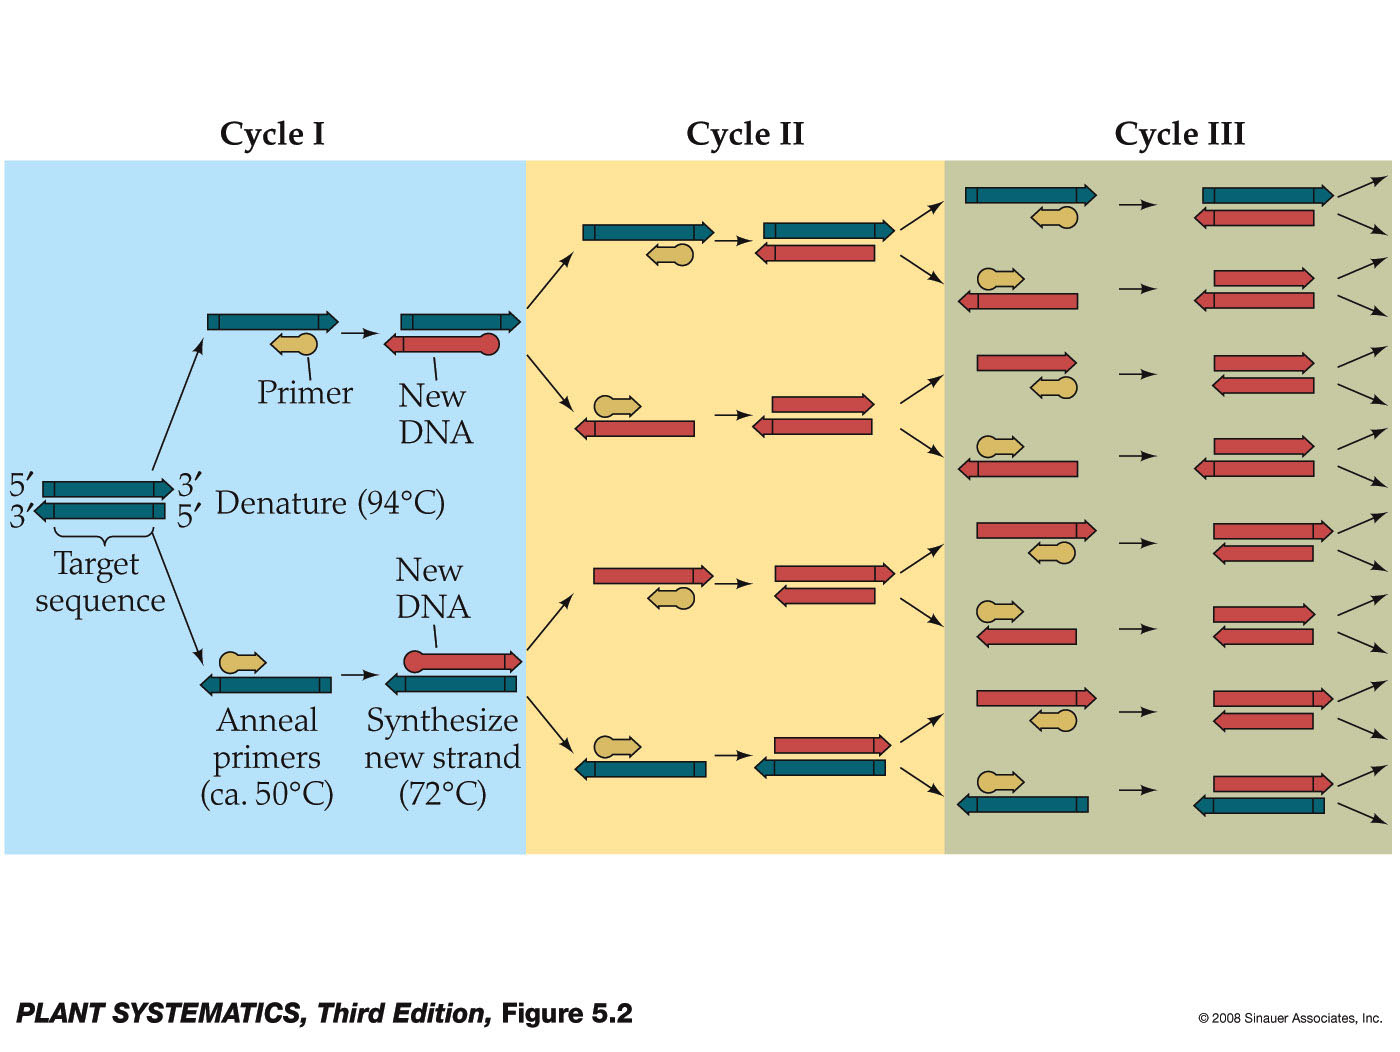 Cycle I
Cycle II
Cycle III
Primer
New
DNA
5′
3′
3′
5′
Denature (94°C)
Target
sequence
New
DNA
Anneal
primers
(ca. 50°C)
Synthesize
new strand
(72°C)
PLANT SYSTEMATICS, Third Edition, Figure 5.2
© 2008 Sinauer Associates, Inc.